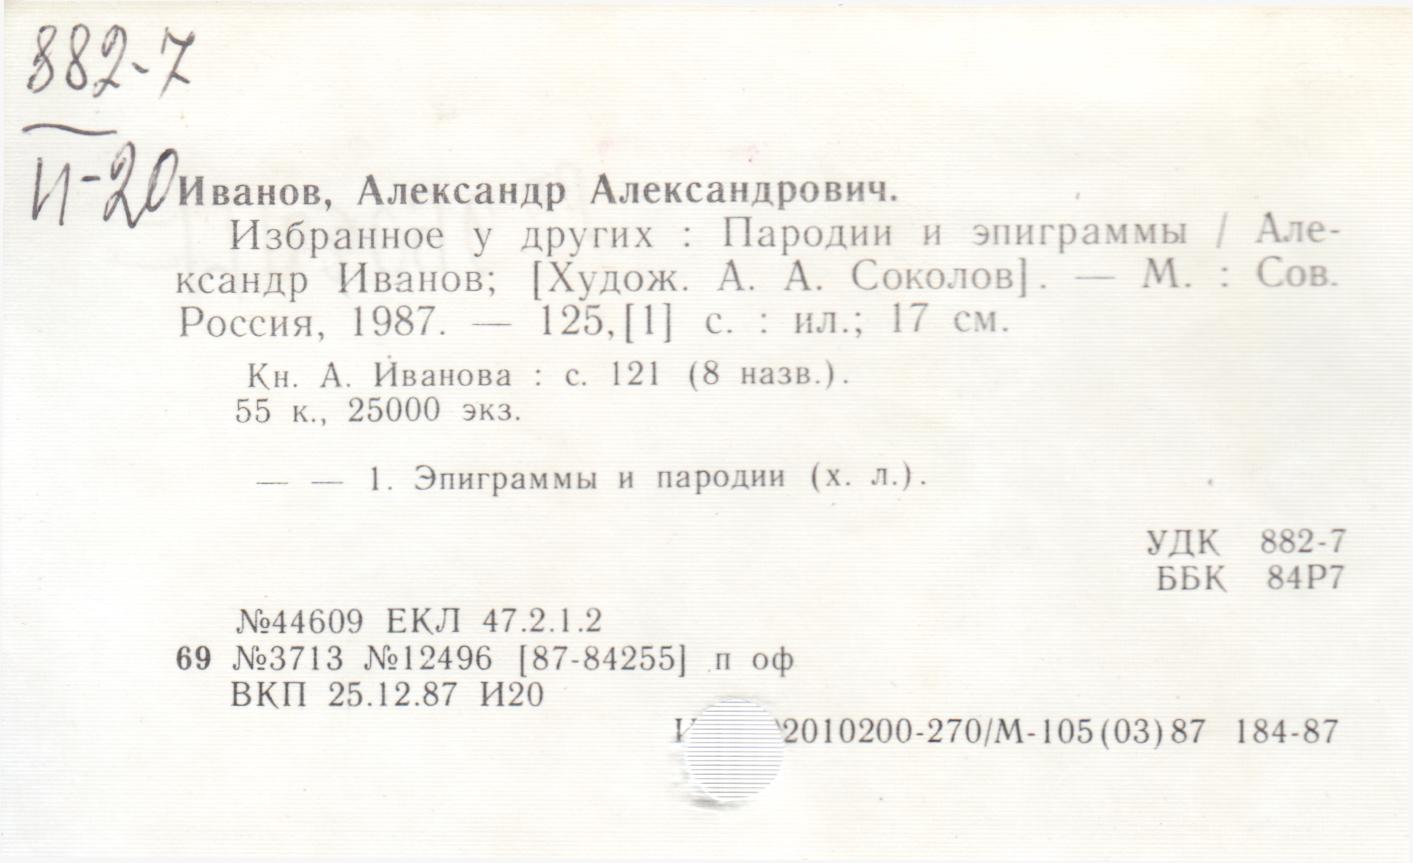 882-7
И-20
Иванов, Александр Александрович.
Избранное у других : Пародии и эпиграммы / Але-
ксандр Иванов; [Худож. А. А. Соколов]. — М. : Сов.
Россия, 1987. — 125,[1] с. : ил.; 17 см.
Кн. А. Иванова : с. 121 (8 назв.).
55 к., 25000 экз.
— — 1. Эпиграммы и пародии (х. л.).
УДК 882-7
ББК 84Р7
№44609 ЕКЛ 47.2.1.2
69 №3713 №12496 [87-84255] п оф
ВКП 25.12.87 И20
2010200-270/М-105(03)87 184-87